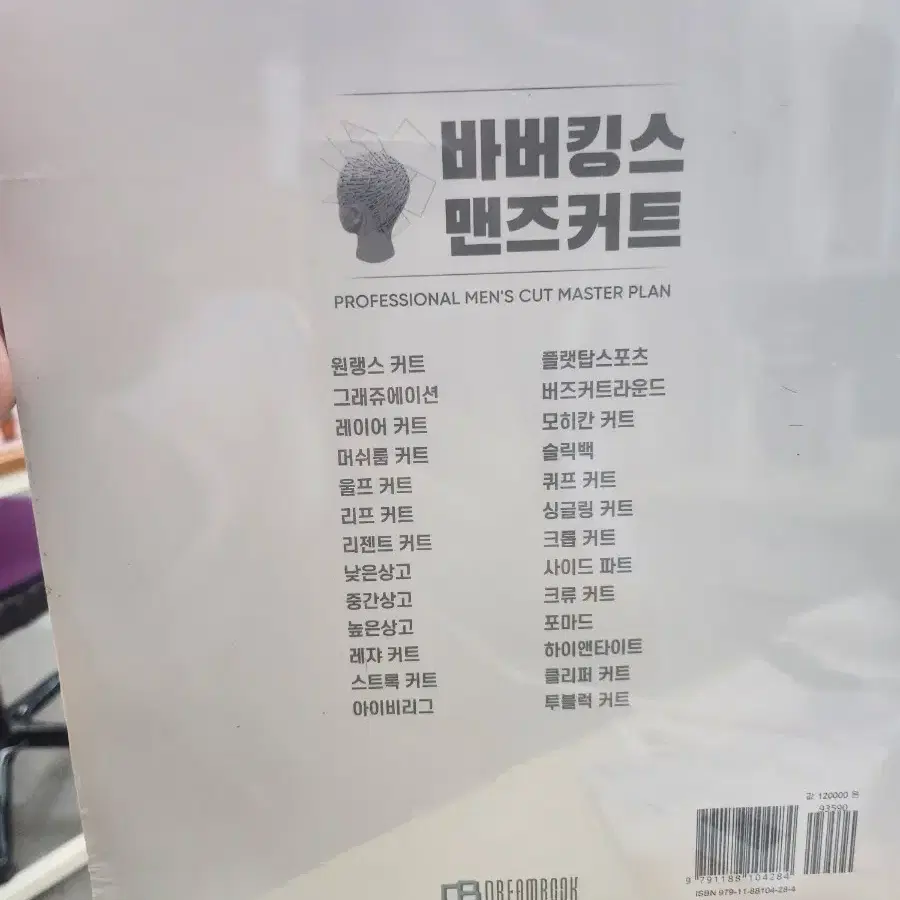 바버킹스
맨즈커트
PROFESSIONAL MEN'S CUT MASTER PLAN
원랭스 커트
그래쥬에이션
레이어 커트
머쉬룸 커트
울프 커트
리프 커트
리젠트 커트
낮은상고
중간상고
높은상고
레쟈 커트
스트록 커트
아이비리그
플랫탑스포츠
버즈커트라운드
모히칸 커트
슬릭백
퀴프 커트
싱글링 커트
크롭 커트
사이드 파트
크류 커트
포마드
하이앤타이트
클리퍼 커트
투블럭 커트
값 120000 원
93590
9 791188 104284
ISBN 979-11-88104-28-4
DREAMBOOK